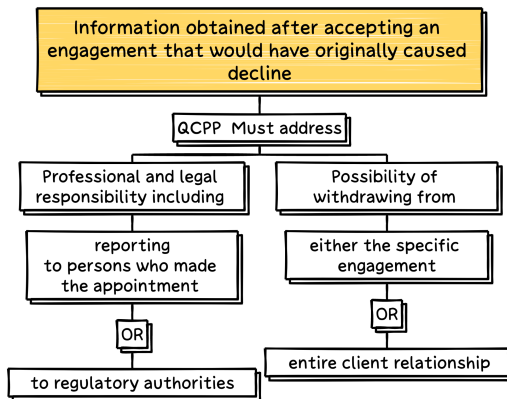 Information obtained after accepting an
engagement that would have originally caused
decline
QCPP Must address
Professional and legal
responsibility including
Possibility of
withdrawing from
reporting
to persons who made
the appointment
either the specific
engagement
OR
OR
to regulatory authorities
entire client relationship